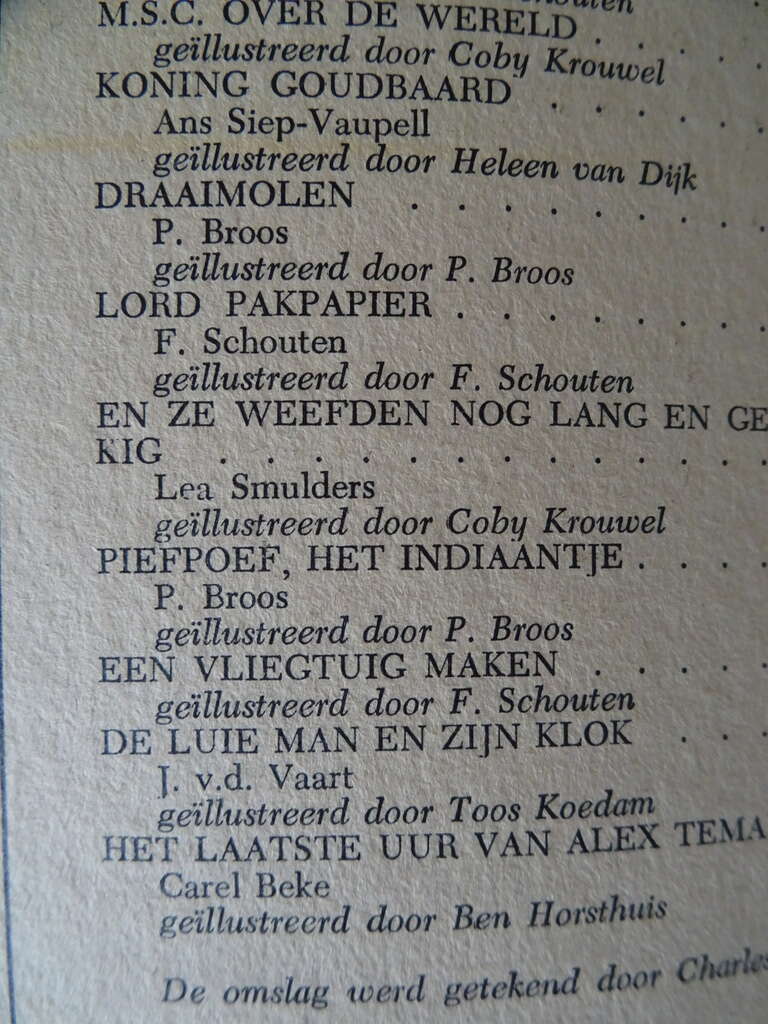 M.S.C. OVER DE WERELD . . . .
geïllustreerd door Coby Krouwel
KONING GOUDBAARD . . . . . .
Ans Siep-Vaupell
geïllustreerd door Heleen van Dijk
DRAAIMOLEN . . . . . . . . .
P. Broos
geïllustreerd door P. Broos
LORD PAKPAPIER . . . . . . .
F. Schouten
geïllustreerd door F. Schouten
EN ZE WEEFDEN NOG LANG EN GE
KIG . . . . . . . . . . . . . .
Lea Smulders
geïllustreerd door Coby Krouwel
PIEFPOEF, HET INDIAANTJE . . . .
P. Broos
geïllustreerd door P. Broos
EEN VLIEGTUIG MAKEN . . . . .
geïllustreerd door F. Schouten
DE LUIE MAN EN ZIJN KLOK . . .
J. v.d. Vaart
geïllustreerd door Toos Koedam
HET LAATSTE UUR VAN ALEX TEMA
Carel Beke
geïllustreerd door Ben Horsthuis
De omslag werd getekend door Charles